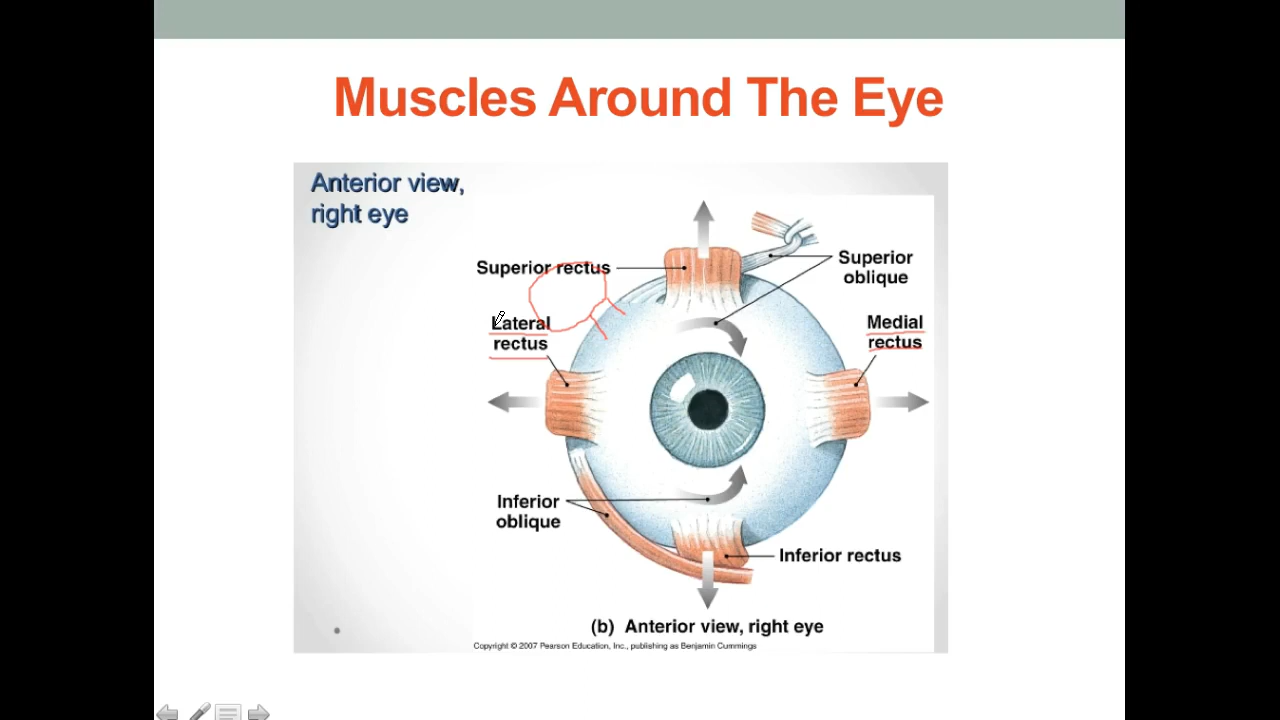 Muscles Around The Eye
Anterior view,
right eye
Superior rectus
Superior
oblique
Lateral
rectus
Medial
rectus
Inferior
oblique
Inferior rectus
(b) Anterior view, right eye
Copyright © 2007 Pearson Education, Inc., publishing as Benjamin Cummings